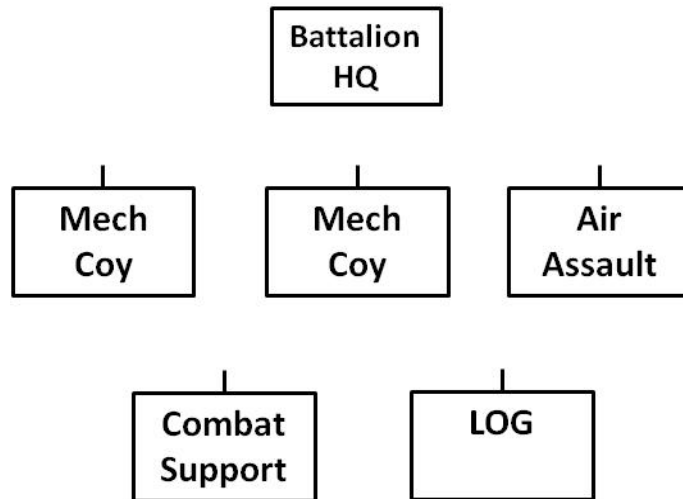 Battalion
HQ
Mech
Coy
Mech
Coy
Air
Assault
Combat
Support
LOG